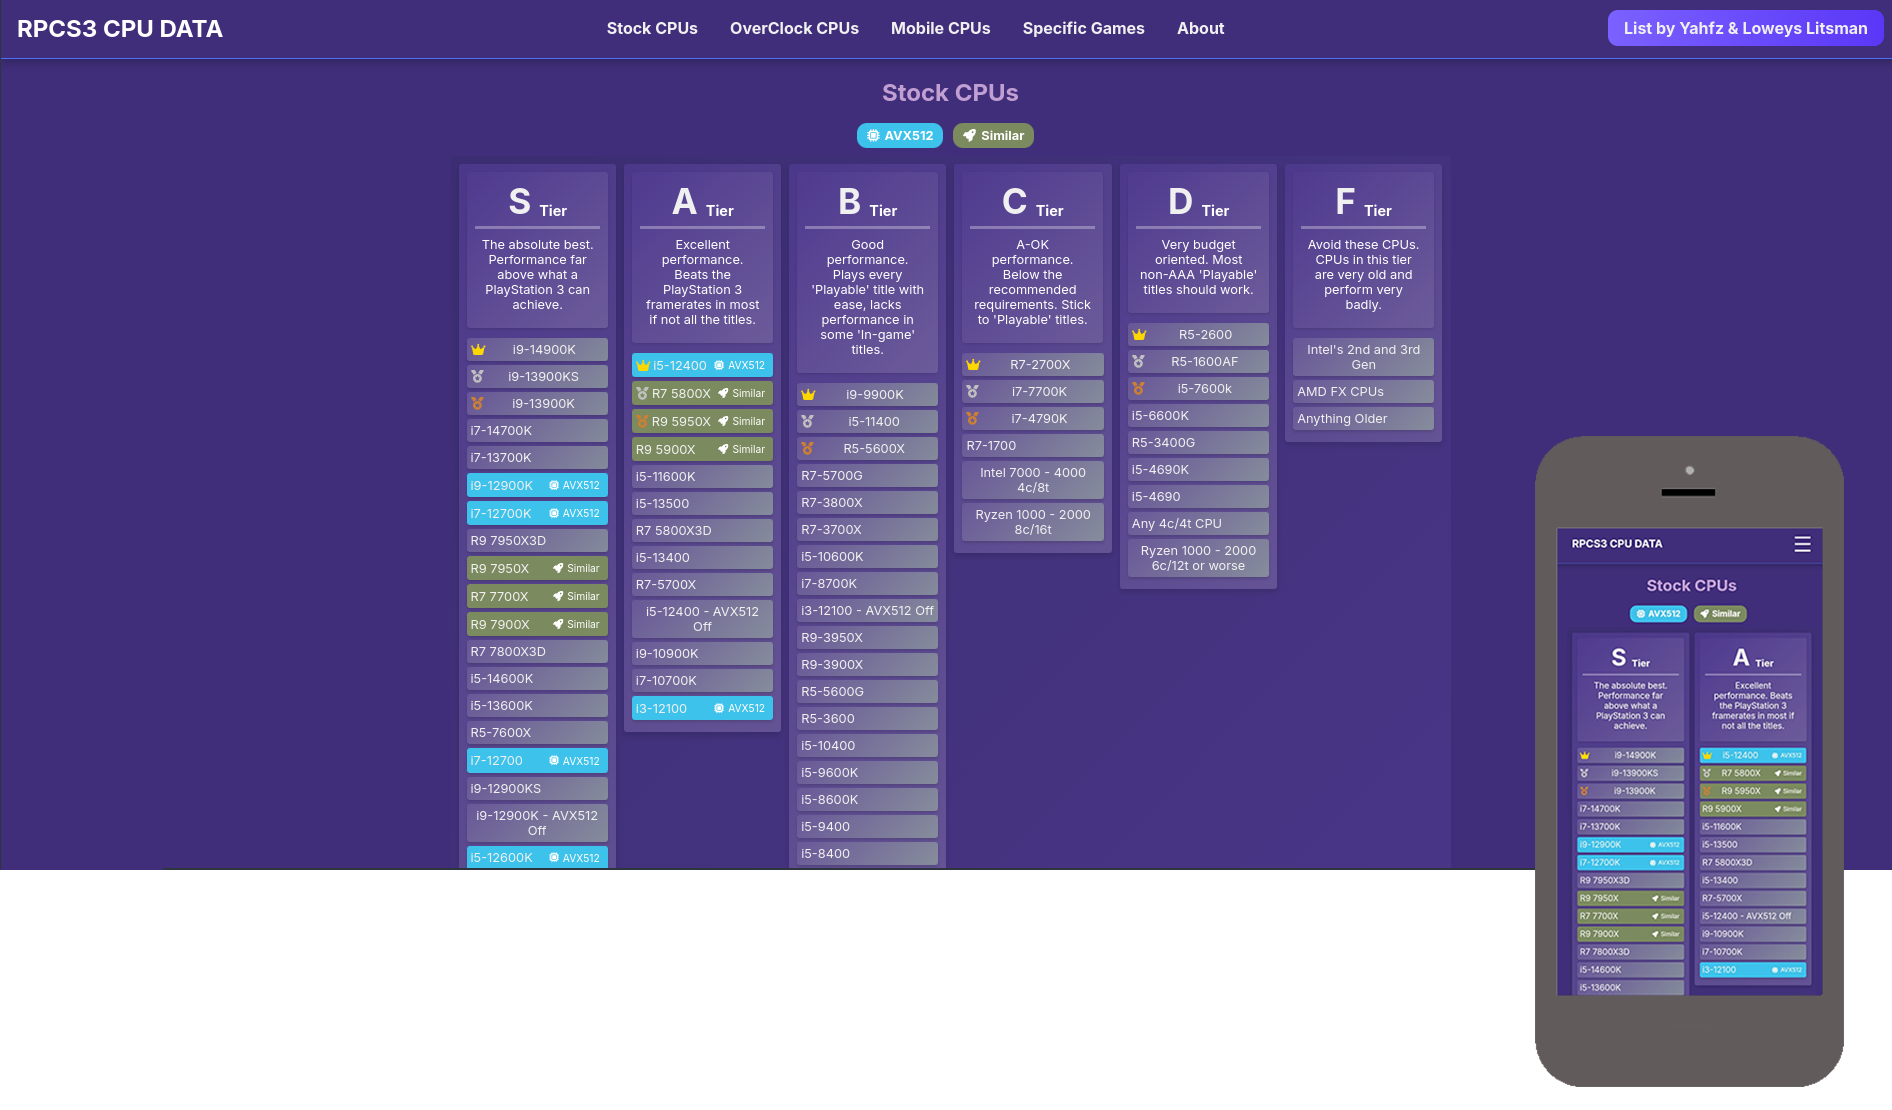 RPCS3 CPU DATA
Stock CPUs
OverClock CPUs
Mobile CPUs
Specific Games
About
List by Yahfz & Loweys Litsman
Stock CPUs
AVX512
Similar
S Tier
The absolute best.
Performance far
above what a
PlayStation 3 can
achieve.
i9-14900K
i9-13900KS
i9-13900K
i7-14700K
i7-13700K
i9-12900K AVX512
i7-12700K AVX512
R9 7950X3D
R9 7950X Similar
R7 7700X Similar
R9 7900X Similar
R7 7800X3D
i5-14600K
i5-13600K
R5-7600X
i7-12700 AVX512
i9-12900KS
i9-12900K - AVX512
Off
i5-12600K AVX512
A Tier
Excellent
performance.
Beats the
PlayStation 3
framerates in most
if not all the titles.
i5-12400 AVX512
R7 5800X Similar
R9 5950X Similar
R9 5900X Similar
i5-11600K
i5-13500
R7 5800X3D
i5-13400
R7-5700X
i5-12400 - AVX512
Off
i9-10900K
i7-10700K
i3-12100 AVX512
B Tier
Good
performance.
Plays every
'Playable' title with
ease, lacks
performance in
some 'In-game'
titles.
i9-9900K
i5-11400
R5-5600X
R7-5700G
R7-3800X
R7-3700X
i5-10600K
i7-8700K
i3-12100 - AVX512 Off
R9-3950X
R9-3900X
R5-5600G
R5-3600
i5-10400
i5-9600K
i5-8600K
i5-9400
i5-8400
C Tier
A-OK
performance.
Below the
recommended
requirements. Stick
to 'Playable' titles.
R7-2700X
i7-7700K
i7-4790K
R7-1700
Intel 7000 - 4000
4c/8t
Ryzen 1000 - 2000
8c/16t
D Tier
Very budget
oriented. Most
non-AAA 'Playable'
titles should work.
R5-2600
R5-1600AF
i5-7600k
i5-6600K
R5-3400G
i5-4690K
i5-4690
Any 4c/4t CPU
Ryzen 1000 - 2000
6c/12t or worse
F Tier
Avoid these CPUs.
CPUs in this tier
are very old and
perform very
badly.
Intel's 2nd and 3rd
Gen
AMD FX CPUs
Anything Older
RPCS3 CPU DATA
Stock CPUs
AVX512
Similar
S Tier
The absolute best.
Performance far
above what a
PlayStation 3 can
achieve.
i9-14900K
i9-13900KS
i9-13900K
i7-14700K
i7-13700K
i9-12900K AVX512
i7-12700K AVX512
R9 7950X3D
R9 7950X Similar
R7 7700X Similar
R9 7900X Similar
R7 7800X3D
i5-14600K
i5-13600K
A Tier
Excellent
performance. Beats
the PlayStation 3
framerates in most if
not all the titles.
i5-12400 AVX512
R7 5800X Similar
R9 5950X Similar
R9 5900X Similar
i5-11600K
i5-13500
R7 5800X3D
i5-13400
R7-5700X
i5-12400 - AVX512 Off
i9-10900K
i7-10700K
i3-12100 AVX512